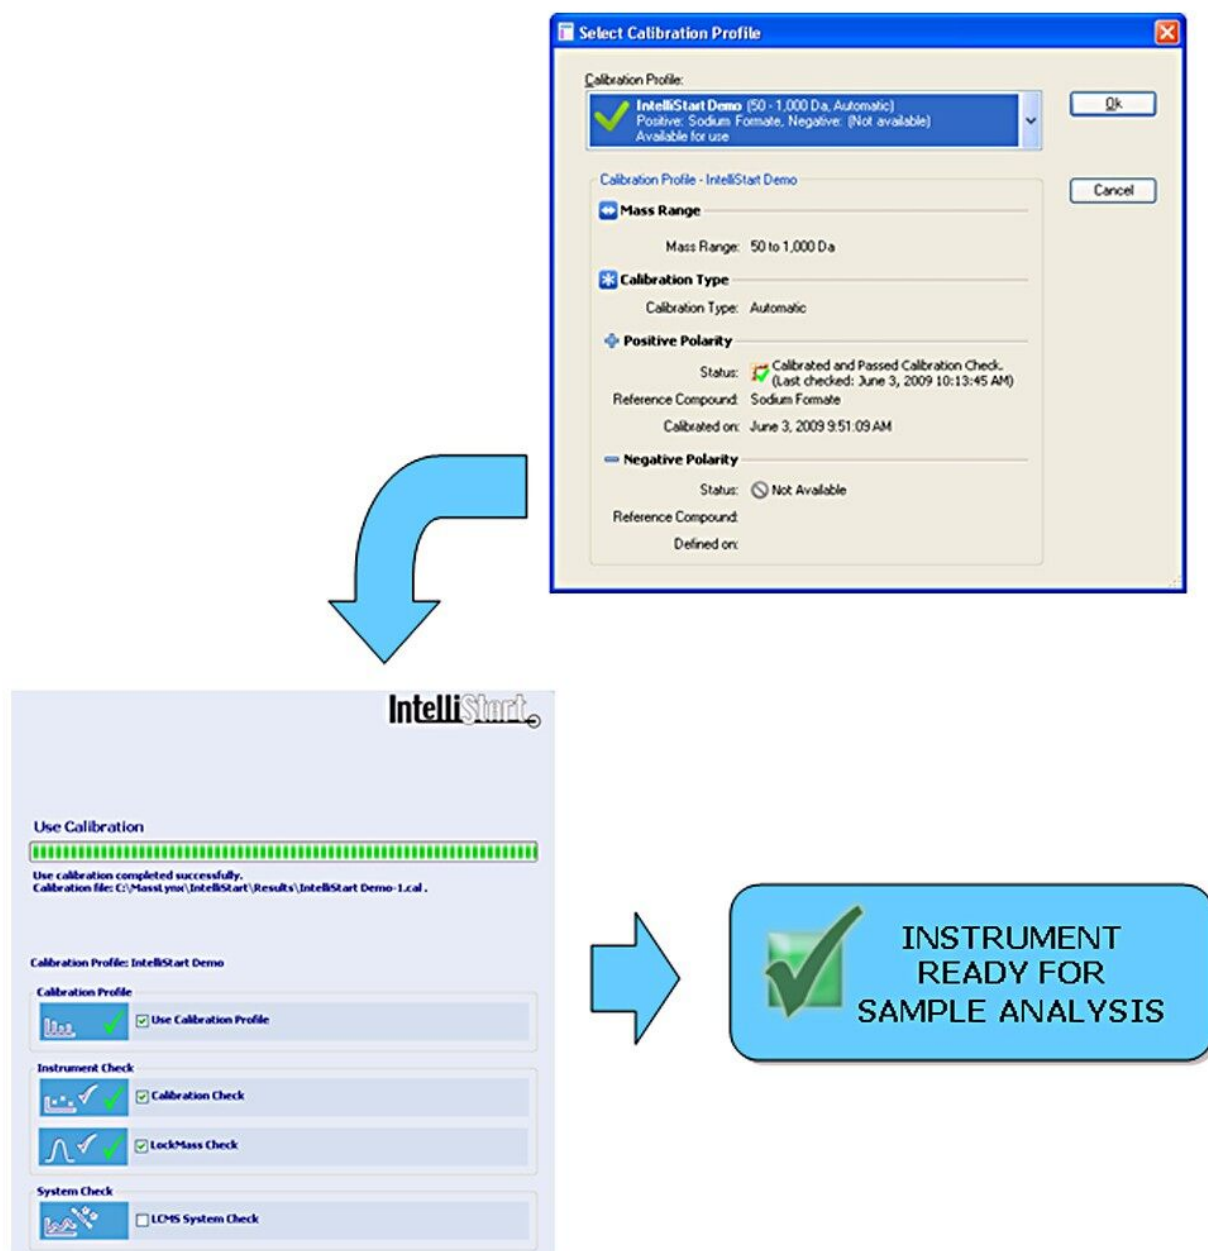 Select Calibration Profile
Calibration Profile:
IntelliStart Demo (50 - 1,000 Da, Automatic)
Positive: Sodium Formate, Negative: (Not available)
Available for use
Ok
Cancel
Calibration Profile - IntelliStart Demo
Mass Range
Mass Range: 50 to 1,000 Da
Calibration Type
Calibration Type: Automatic
Positive Polarity
Status: Calibrated and Passed Calibration Check.
(Last checked: June 3, 2009 10:13:45 AM)
Reference Compound: Sodium Formate
Calibrated on: June 3, 2009 9:51:09 AM
Negative Polarity
Status: Not Available
Reference Compound:
Defined on:
IntelliStart
Use Calibration
Use calibration completed successfully.
Calibration file: C:\MassLynx\IntelliStart\Results\IntelliStart Demo-1.cal .
Calibration Profile: IntelliStart Demo
Calibration Profile
Use Calibration Profile
Instrument Check
Calibration Check
LockMass Check
System Check
LCMS System Check
INSTRUMENT
READY FOR
SAMPLE ANALYSIS